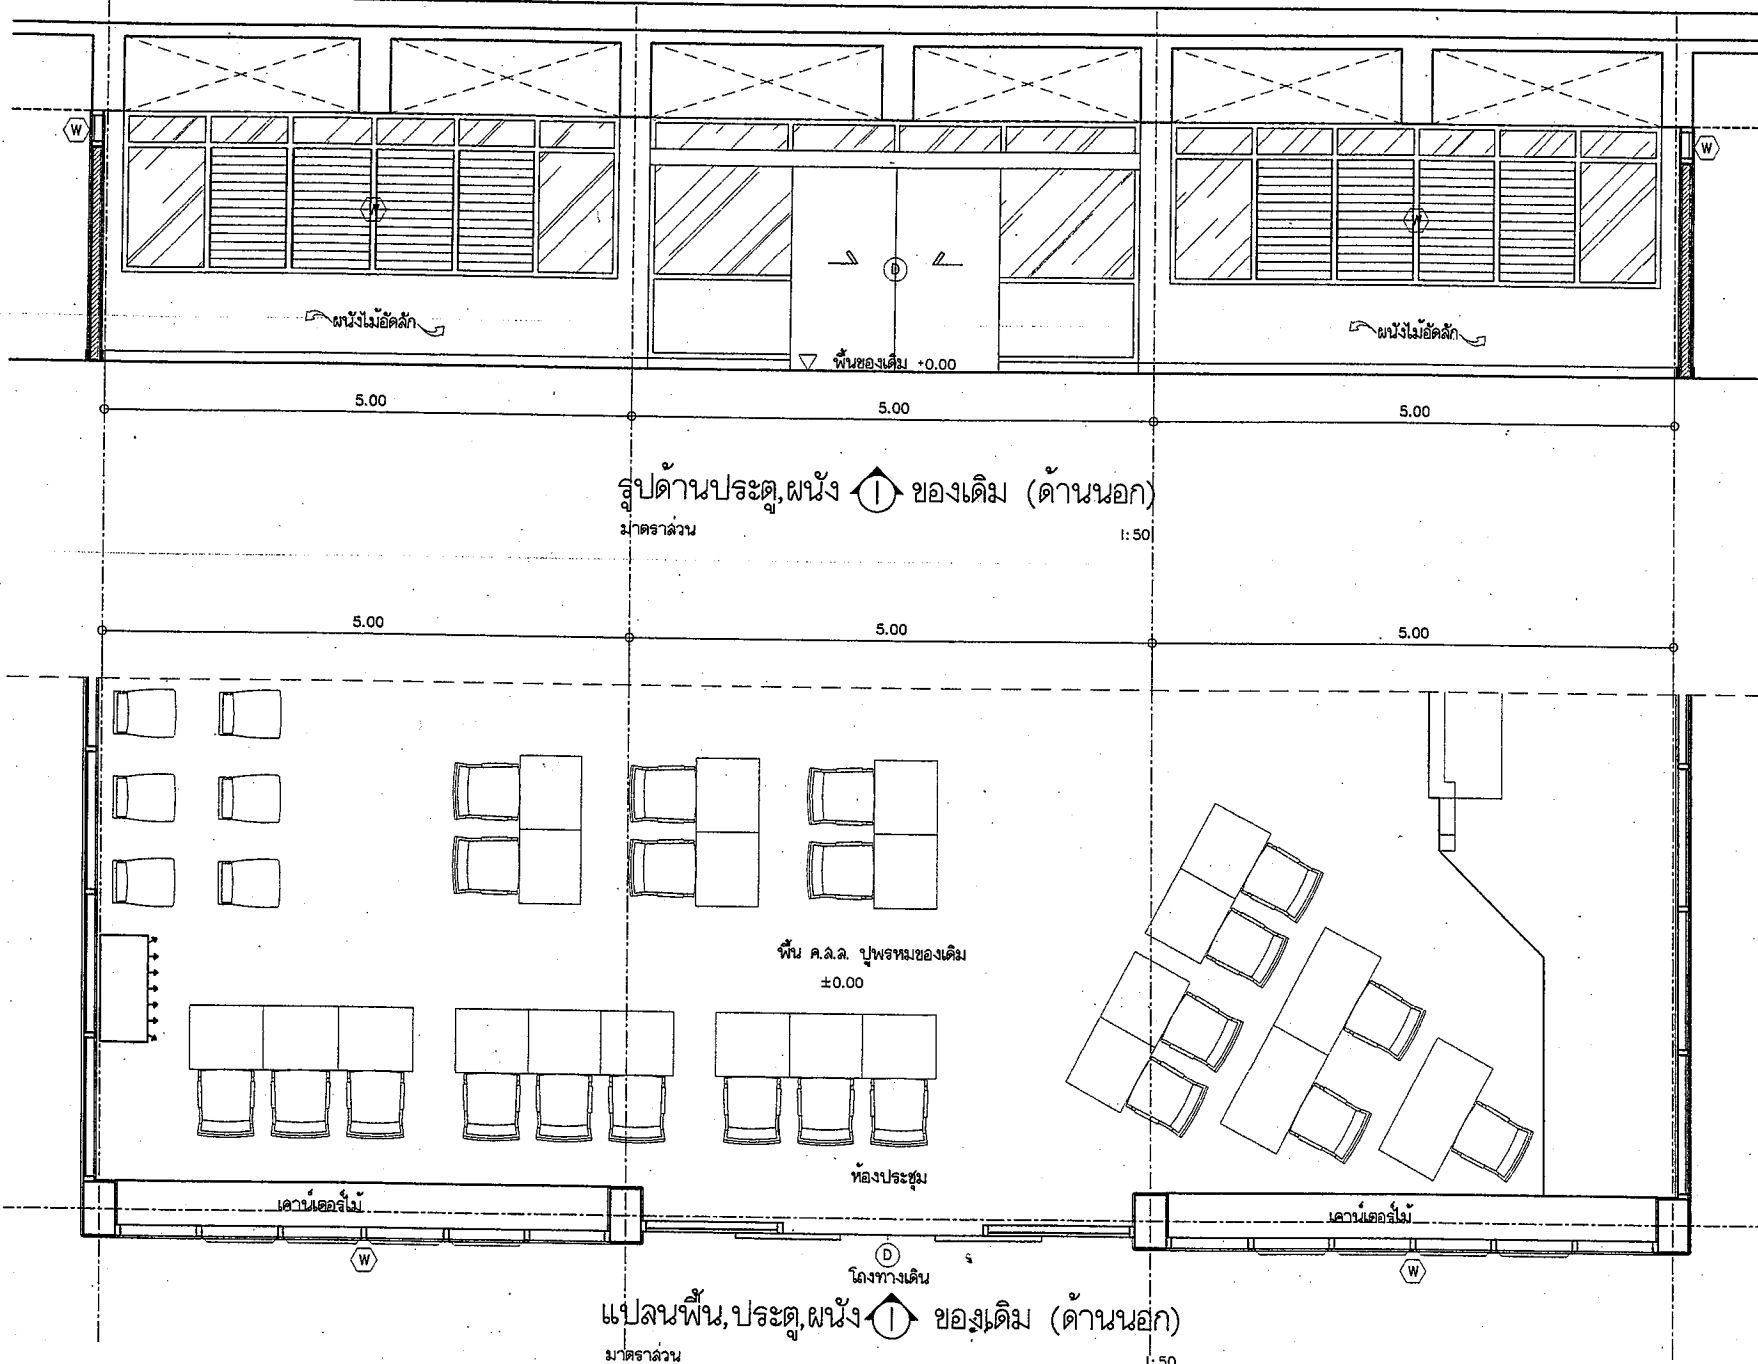 W
W
W
W
D
ผนังไม้อัดสัก
ผนังไม้อัดสัก
พื้นของเดิม +0.00
5.00 5.00 5.00
รูปด้านประตู,ผนัง 1 ของเดิม (ด้านนอก)
มาตราส่วน 1:50
5.00 5.00 5.00
พื้น ค.ส.ล. ปูพรหมของเดิม
±0.00
ห้องประชุม
เคาน์เตอร์ไม้
เคาน์เตอร์ไม้
W D W
โถงทางเดิน
แปลนพื้น,ประตู,ผนัง 1 ของเดิม (ด้านนอก)
มาตราส่วน 1:50